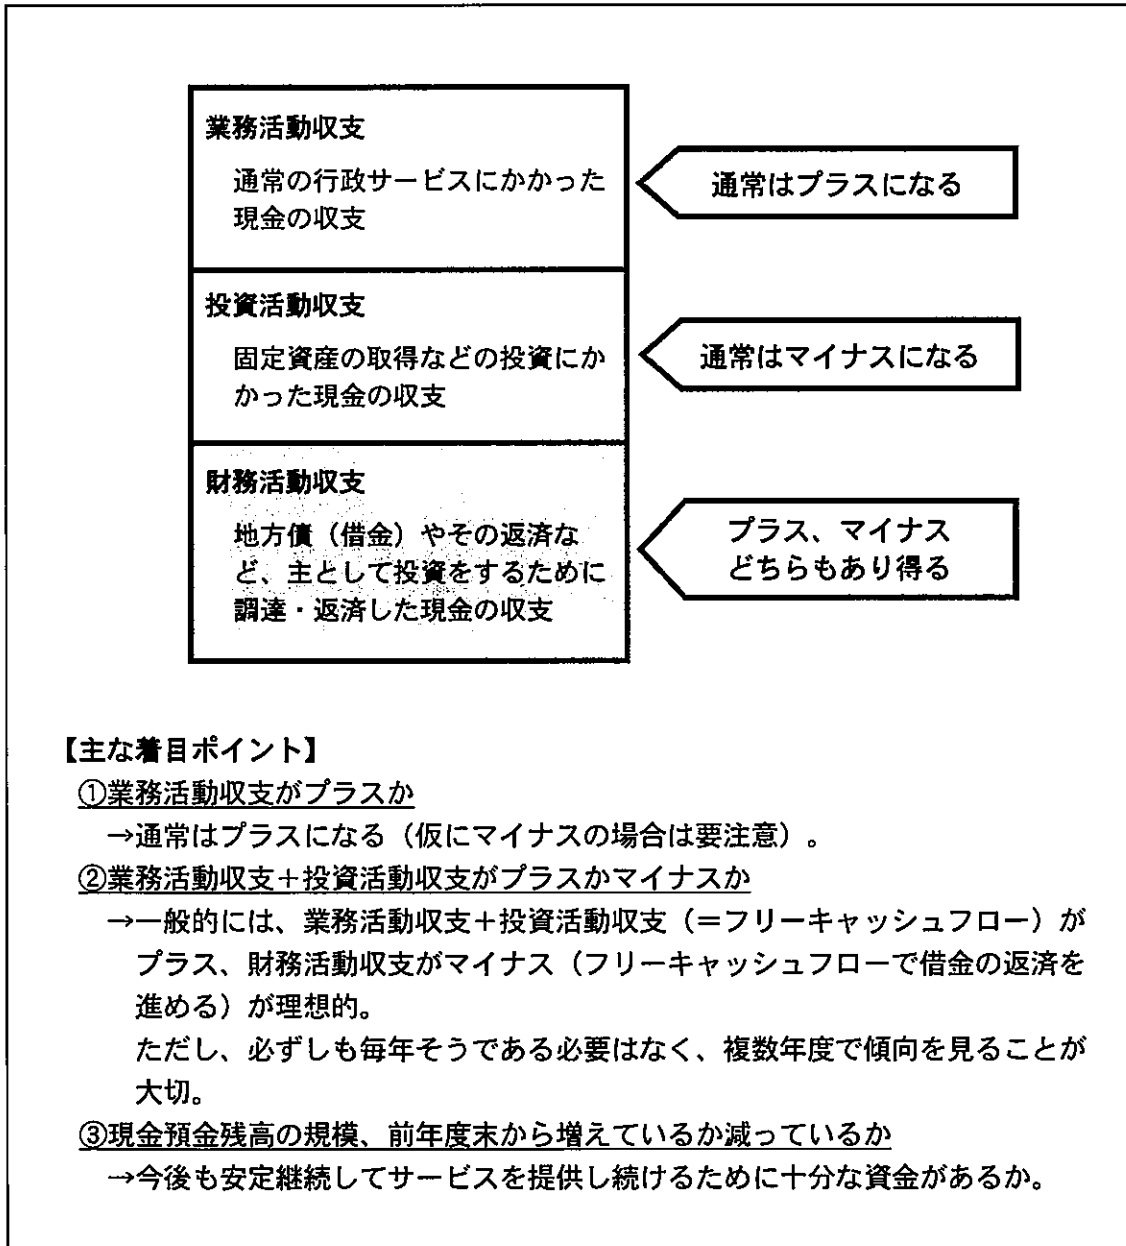 業務活動収支
通常の行政サービスにかかった
現金の収支
通常はプラスになる
投資活動収支
固定資産の取得などの投資にか
かった現金の収支
通常はマイナスになる
財務活動収支
地方債（借金）やその返済な
ど、主として投資をするために
調達・返済した現金の収支
プラス、マイナス
どちらもあり得る
【主な着目ポイント】
①業務活動収支がプラスか
→通常はプラスになる（仮にマイナスの場合は要注意）。
②業務活動収支＋投資活動収支がプラスかマイナスか
→一般的には、業務活動収支＋投資活動収支（＝フリーキャッシュフロー）が
プラス、財務活動収支がマイナス（フリーキャッシュフローで借金の返済を
進める）が理想的。
ただし、必ずしも毎年そうである必要はなく、複数年度で傾向を見ることが
大切。
③現金預金残高の規模、前年度末から増えているか減っているか
→今後も安定継続してサービスを提供し続けるために十分な資金があるか。